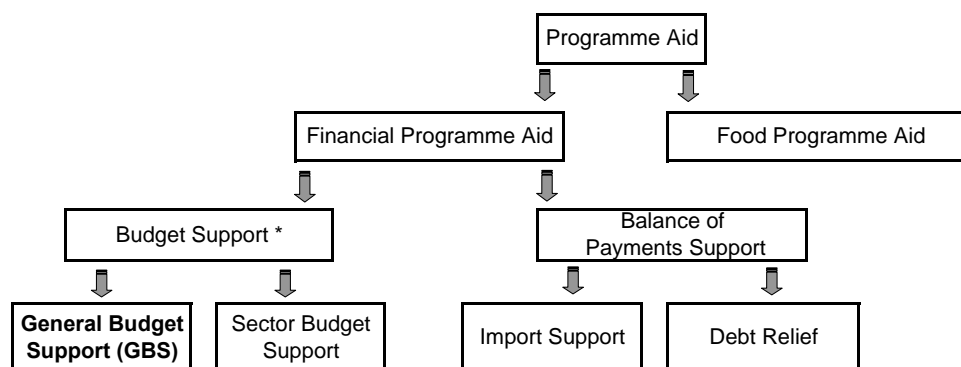 Programme Aid
Financial Programme Aid
Food Programme Aid
Budget Support *
Balance of
Payments Support
General Budget
Support (GBS)
Sector Budget
Support
Import Support
Debt Relief